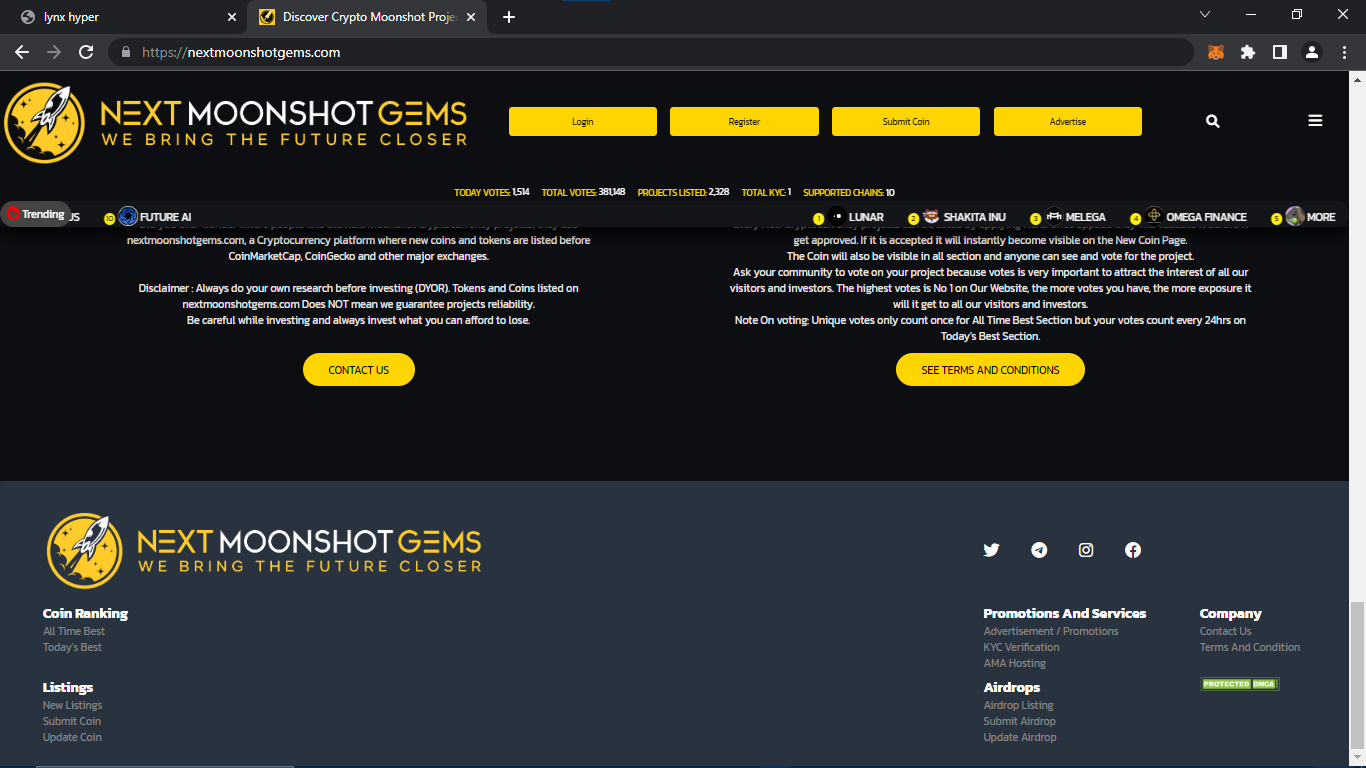 lynx hyper
Discover Crypto Moonshot Proje
https://nextmoonshotgems.com
NEXT MOONSHOT GEMS
WE BRING THE FUTURE CLOSER
Login
Register
Submit Coin
Advertise
TODAY VOTES: 1,514 TOTAL VOTES: 381,148 PROJECTS LISTED: 2,328 TOTAL KYC: 1 SUPPORTED CHAINS: 10
Trending US 10 FUTURE AI 1 LUNAR 2 SHAKITA INU 3 MELEGA 4 OMEGA FINANCE 5 MORE
nextmoonshotgems.com, a Cryptocurrency platform where new coins and tokens are listed before
CoinMarketCap, CoinGecko and other major exchanges.
Disclaimer : Always do your own research before investing (DYOR). Tokens and Coins listed on
nextmoonshotgems.com Does NOT mean we guarantee projects reliability.
Be careful while investing and always invest what you can afford to lose.
CONTACT US
get approved. If it is accepted it will instantly become visible on the New Coin Page.
The Coin will also be visible in all section and anyone can see and vote for the project.
Ask your community to vote on your project because votes is very important to attract the interest of all our
visitors and investors. The highest votes is No 1 on Our Website, the more votes you have, the more exposure it
will it get to all our visitors and investors.
Note On voting: Unique votes only count once for All Time Best Section but your votes count every 24hrs on
Today's Best Section.
SEE TERMS AND CONDITIONS
NEXT MOONSHOT GEMS
WE BRING THE FUTURE CLOSER
Coin Ranking
All Time Best
Today's Best
Listings
New Listings
Submit Coin
Update Coin
Promotions And Services
Advertisement / Promotions
KYC Verification
AMA Hosting
Airdrops
Airdrop Listing
Submit Airdrop
Update Airdrop
Company
Contact Us
Terms And Condition
PROTECTED DMCA